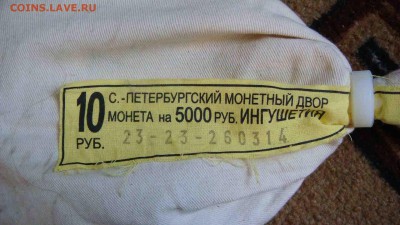 COINS.LAVE.RU
10
РУБ.
С.-ПЕТЕРБУРГСКИЙ МОНЕТНЫЙ ДВОР
МОНЕТА на 5000 РУБ. ИНГУШЕТИЯ
23-23-260314